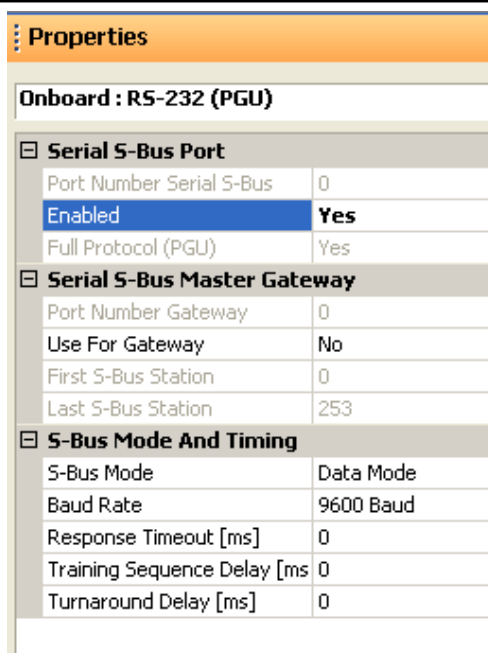 Properties
Onboard : RS-232 (PGU)
Serial S-Bus Port
Port Number Serial S-Bus 0
Enabled Yes
Full Protocol (PGU) Yes
Serial S-Bus Master Gateway
Port Number Gateway 0
Use For Gateway No
First S-Bus Station 0
Last S-Bus Station 253
S-Bus Mode And Timing
S-Bus Mode Data Mode
Baud Rate 9600 Baud
Response Timeout [ms] 0
Training Sequence Delay [ms 0
Turnaround Delay [ms] 0